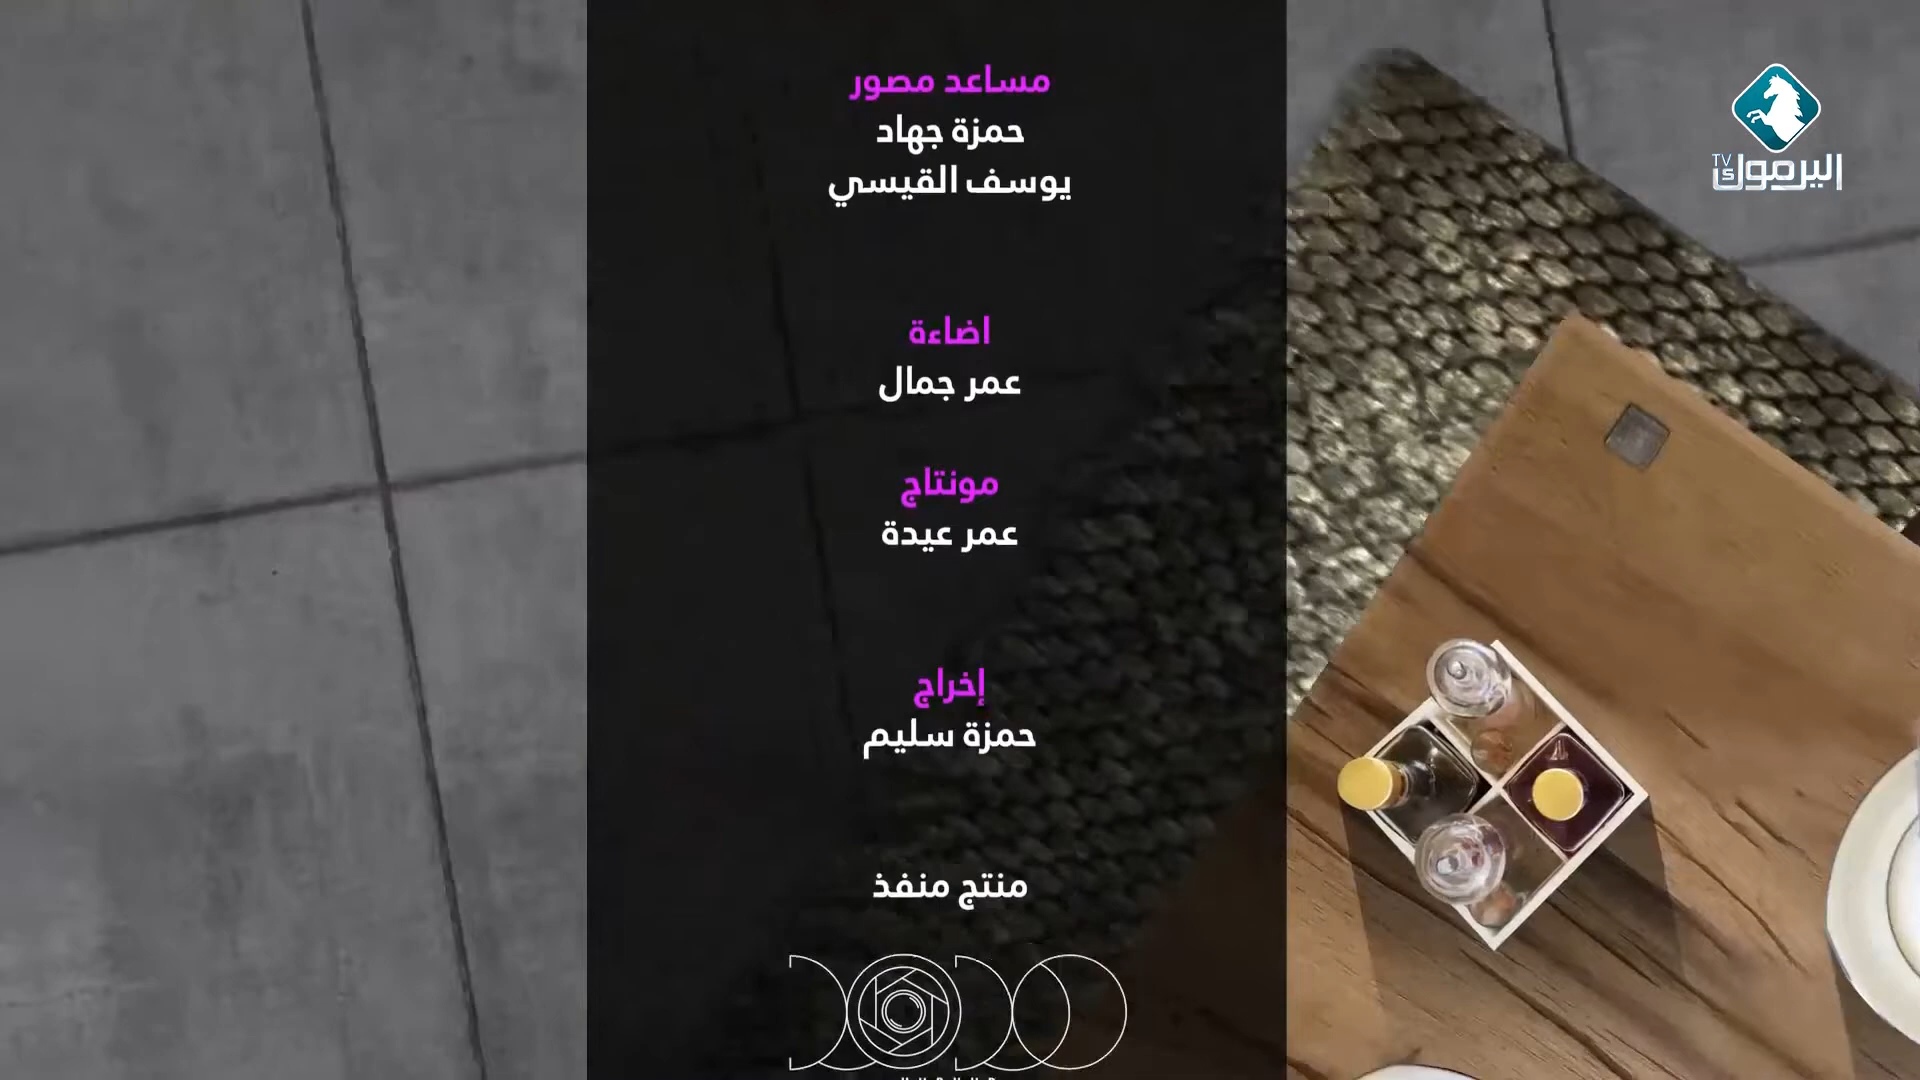 مساعد مصور
حمزة جهاد
يوسف القيسي
اضاءة
عمر جمال
مونتاج
عمر عيدة
إخراج
حمزة سليم
منتج منفذ
اليرموك
TV